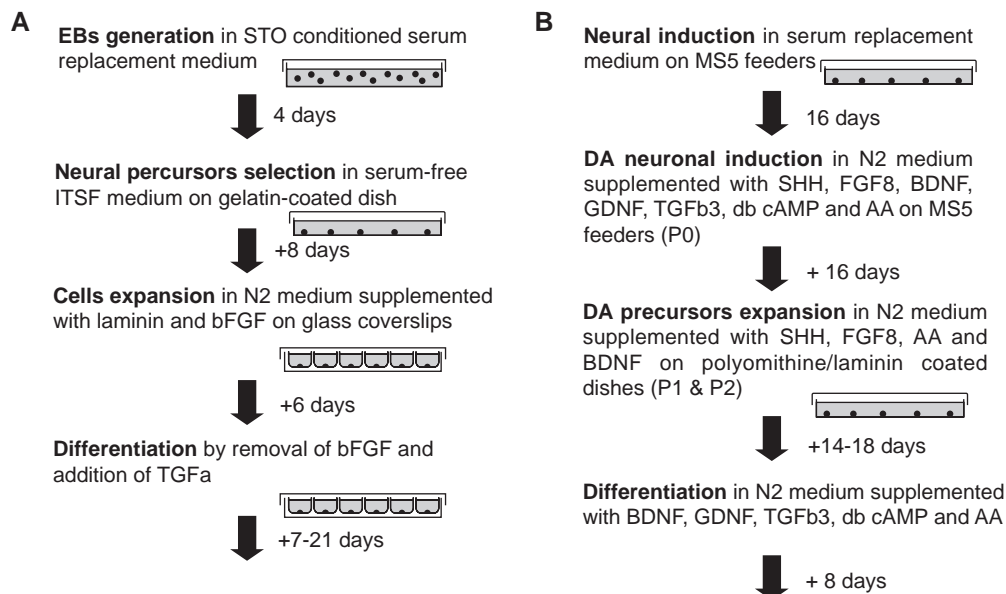 A
EBs generation in STO conditioned serum
replacement medium
4 days
Neural percursors selection in serum-free
ITSF medium on gelatin-coated dish
+8 days
Cells expansion in N2 medium supplemented
with laminin and bFGF on glass coverslips
+6 days
Differentiation by removal of bFGF and
addition of TGFa
+7-21 days
B
Neural induction in serum replacement
medium on MS5 feeders
16 days
DA neuronal induction in N2 medium
supplemented with SHH, FGF8, BDNF,
GDNF, TGFb3, db cAMP and AA on MS5
feeders (P0)
+ 16 days
DA precursors expansion in N2 medium
supplemented with SHH, FGF8, AA and
BDNF on polyomithine/laminin coated
dishes (P1 & P2)
+14-18 days
Differentiation in N2 medium supplemented
with BDNF, GDNF, TGFb3, db cAMP and AA
+ 8 days